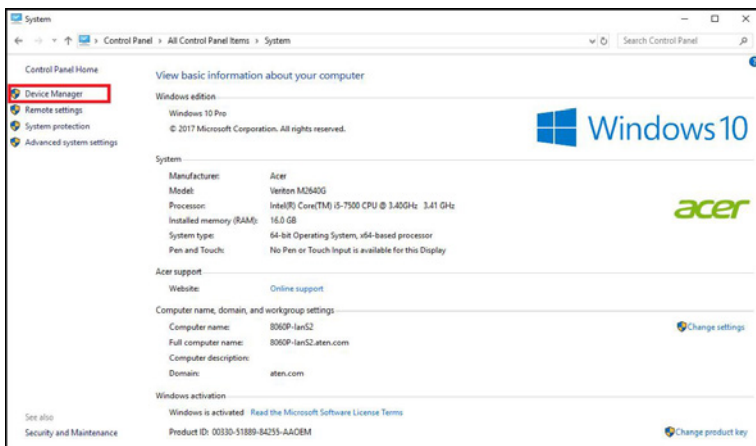 System
Control Panel > All Control Panel Items > System
Search Control Panel
Control Panel Home
Device Manager
Remote settings
System protection
Advanced system settings
View basic information about your computer
Windows edition
Windows 10 Pro
© 2017 Microsoft Corporation. All rights reserved.
Windows 10
System
Manufacturer: Acer
Model: Veriton M2640G
Processor: Intel(R) Core(TM) i5-7500 CPU @ 3.40GHz 3.41 GHz
Installed memory (RAM): 16.0 GB
System type: 64-bit Operating System, x64-based processor
Pen and Touch: No Pen or Touch Input is available for this Display
acer
Acer support
Website: Online support
Computer name, domain, and workgroup settings
Computer name: 8060P-IanS2
Change settings
Full computer name: 8060P-IanS2.aten.com
Computer description:
Domain: aten.com
Windows activation
Windows is activated Read the Microsoft Software License Terms
Product ID: 00330-51889-84255-AAOEM
Change product key
See also
Security and Maintenance